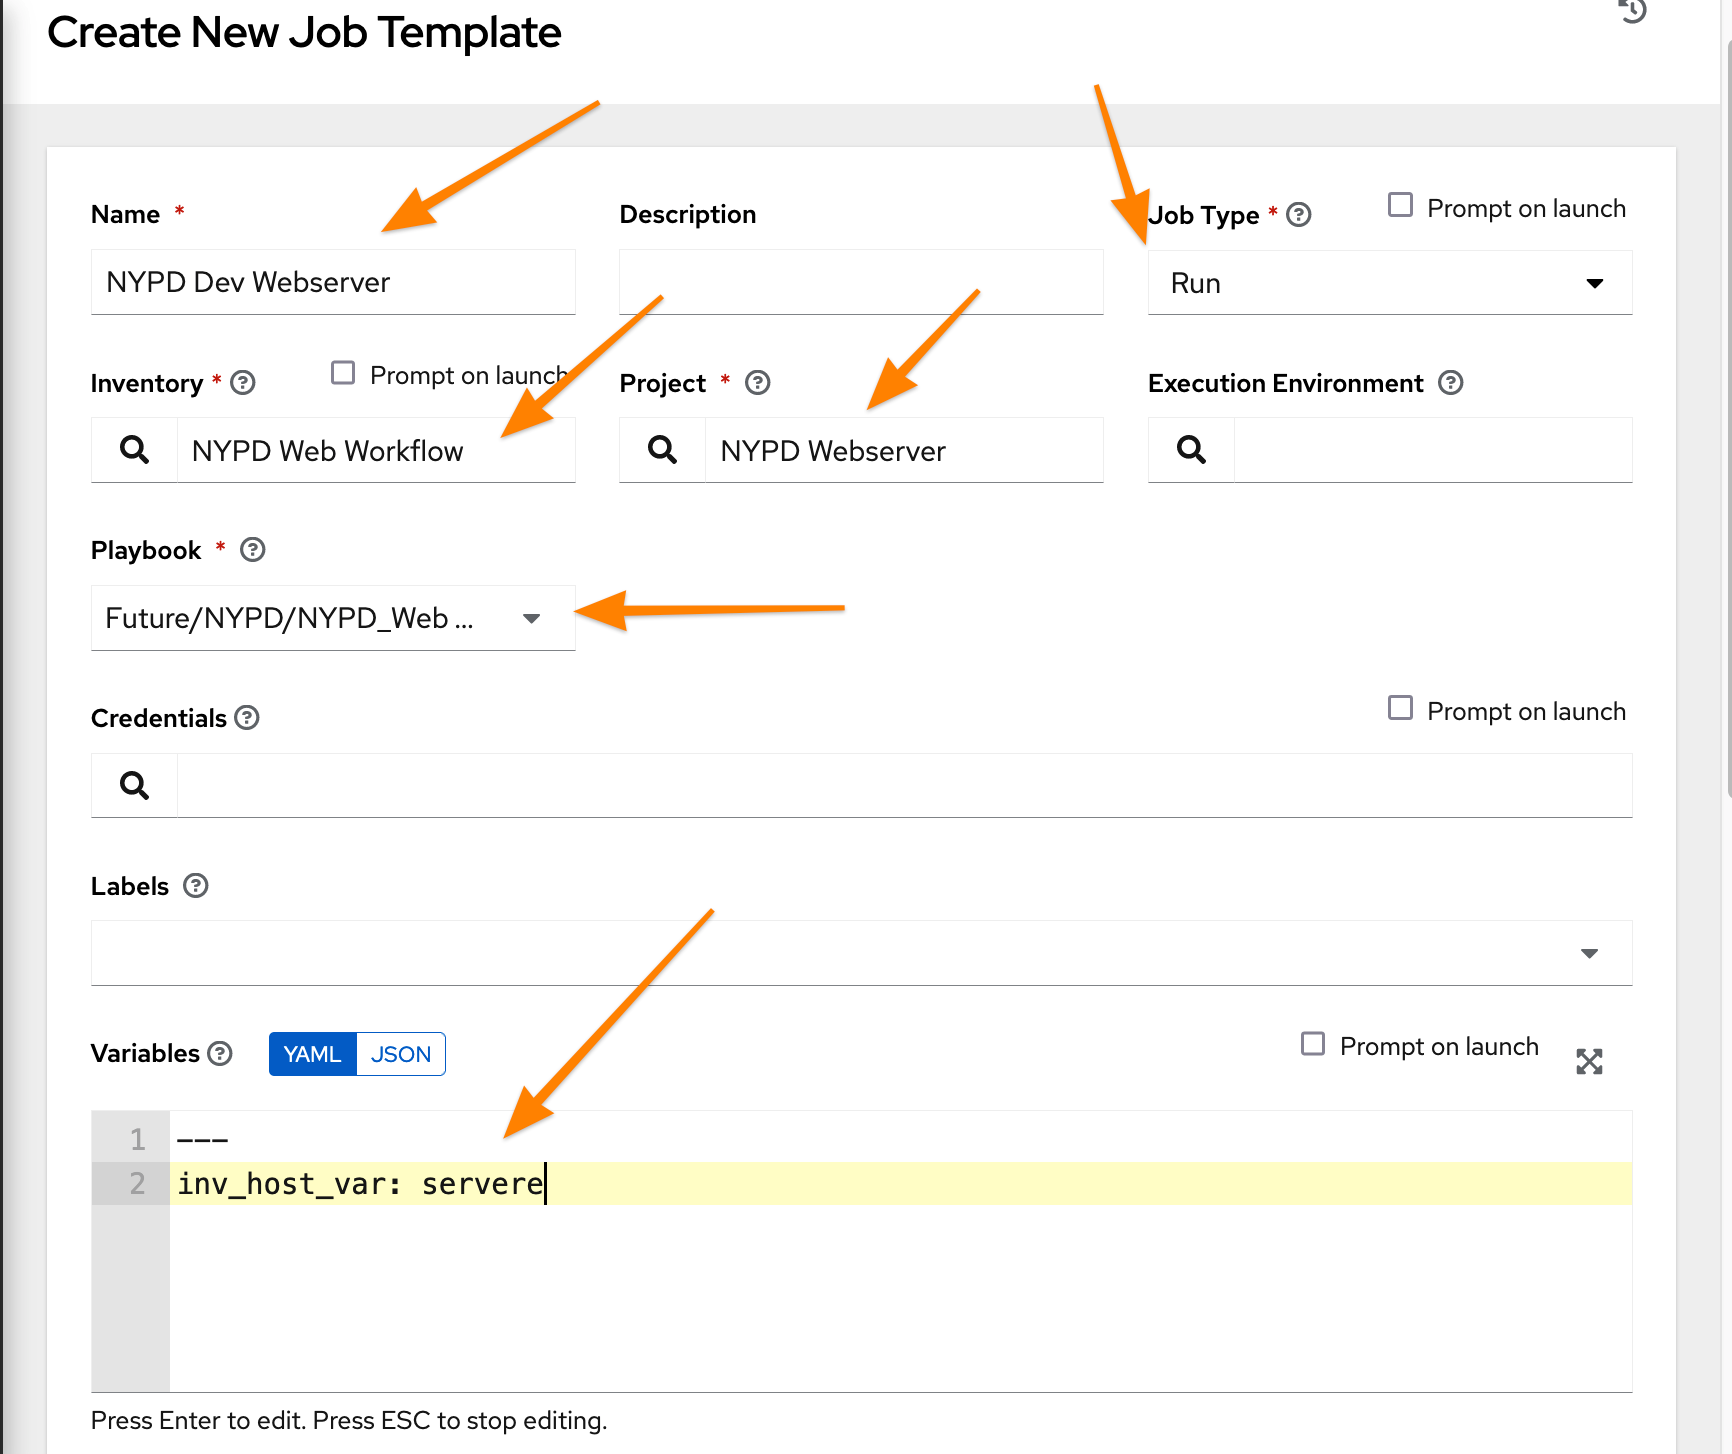 Create New Job Template
Name *
Description
Job Type *
Prompt on launch
NYPD Dev Webserver
Run
Inventory *
Prompt on launch
Project *
Execution Environment
NYPD Web Workflow
NYPD Webserver
Playbook *
Future/NYPD/NYPD_Web ...
Credentials
Prompt on launch
Labels
Variables
YAML
JSON
Prompt on launch
1 ---
2 inv_host_var: servere
Press Enter to edit. Press ESC to stop editing.